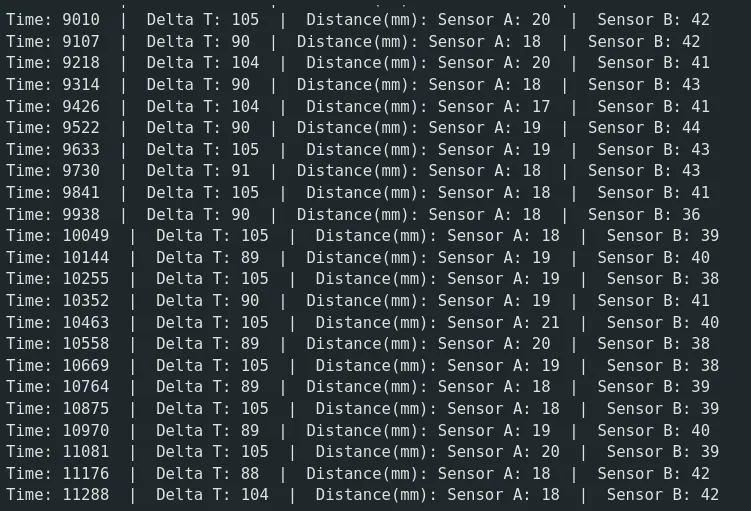 Time: 9010  |  Delta T: 105  |  Distance(mm): Sensor A: 20  |  Sensor B: 42
Time: 9107  |  Delta T: 90  |  Distance(mm): Sensor A: 18  |  Sensor B: 42
Time: 9218  |  Delta T: 104  |  Distance(mm): Sensor A: 20  |  Sensor B: 41
Time: 9314  |  Delta T: 90  |  Distance(mm): Sensor A: 18  |  Sensor B: 43
Time: 9426  |  Delta T: 104  |  Distance(mm): Sensor A: 17  |  Sensor B: 41
Time: 9522  |  Delta T: 90  |  Distance(mm): Sensor A: 19  |  Sensor B: 44
Time: 9633  |  Delta T: 105  |  Distance(mm): Sensor A: 19  |  Sensor B: 43
Time: 9730  |  Delta T: 91  |  Distance(mm): Sensor A: 18  |  Sensor B: 43
Time: 9841  |  Delta T: 105  |  Distance(mm): Sensor A: 18  |  Sensor B: 41
Time: 9938  |  Delta T: 90  |  Distance(mm): Sensor A: 18  |  Sensor B: 36
Time: 10049  |  Delta T: 105  |  Distance(mm): Sensor A: 18  |  Sensor B: 39
Time: 10144  |  Delta T: 89  |  Distance(mm): Sensor A: 19  |  Sensor B: 40
Time: 10255  |  Delta T: 105  |  Distance(mm): Sensor A: 19  |  Sensor B: 38
Time: 10352  |  Delta T: 90  |  Distance(mm): Sensor A: 19  |  Sensor B: 41
Time: 10463  |  Delta T: 105  |  Distance(mm): Sensor A: 21  |  Sensor B: 40
Time: 10558  |  Delta T: 89  |  Distance(mm): Sensor A: 20  |  Sensor B: 38
Time: 10669  |  Delta T: 105  |  Distance(mm): Sensor A: 19  |  Sensor B: 38
Time: 10764  |  Delta T: 89  |  Distance(mm): Sensor A: 18  |  Sensor B: 39
Time: 10875  |  Delta T: 105  |  Distance(mm): Sensor A: 18  |  Sensor B: 39
Time: 10970  |  Delta T: 89  |  Distance(mm): Sensor A: 19  |  Sensor B: 40
Time: 11081  |  Delta T: 105  |  Distance(mm): Sensor A: 20  |  Sensor B: 39
Time: 11176  |  Delta T: 88  |  Distance(mm): Sensor A: 18  |  Sensor B: 42
Time: 11288  |  Delta T: 104  |  Distance(mm): Sensor A: 18  |  Sensor B: 42